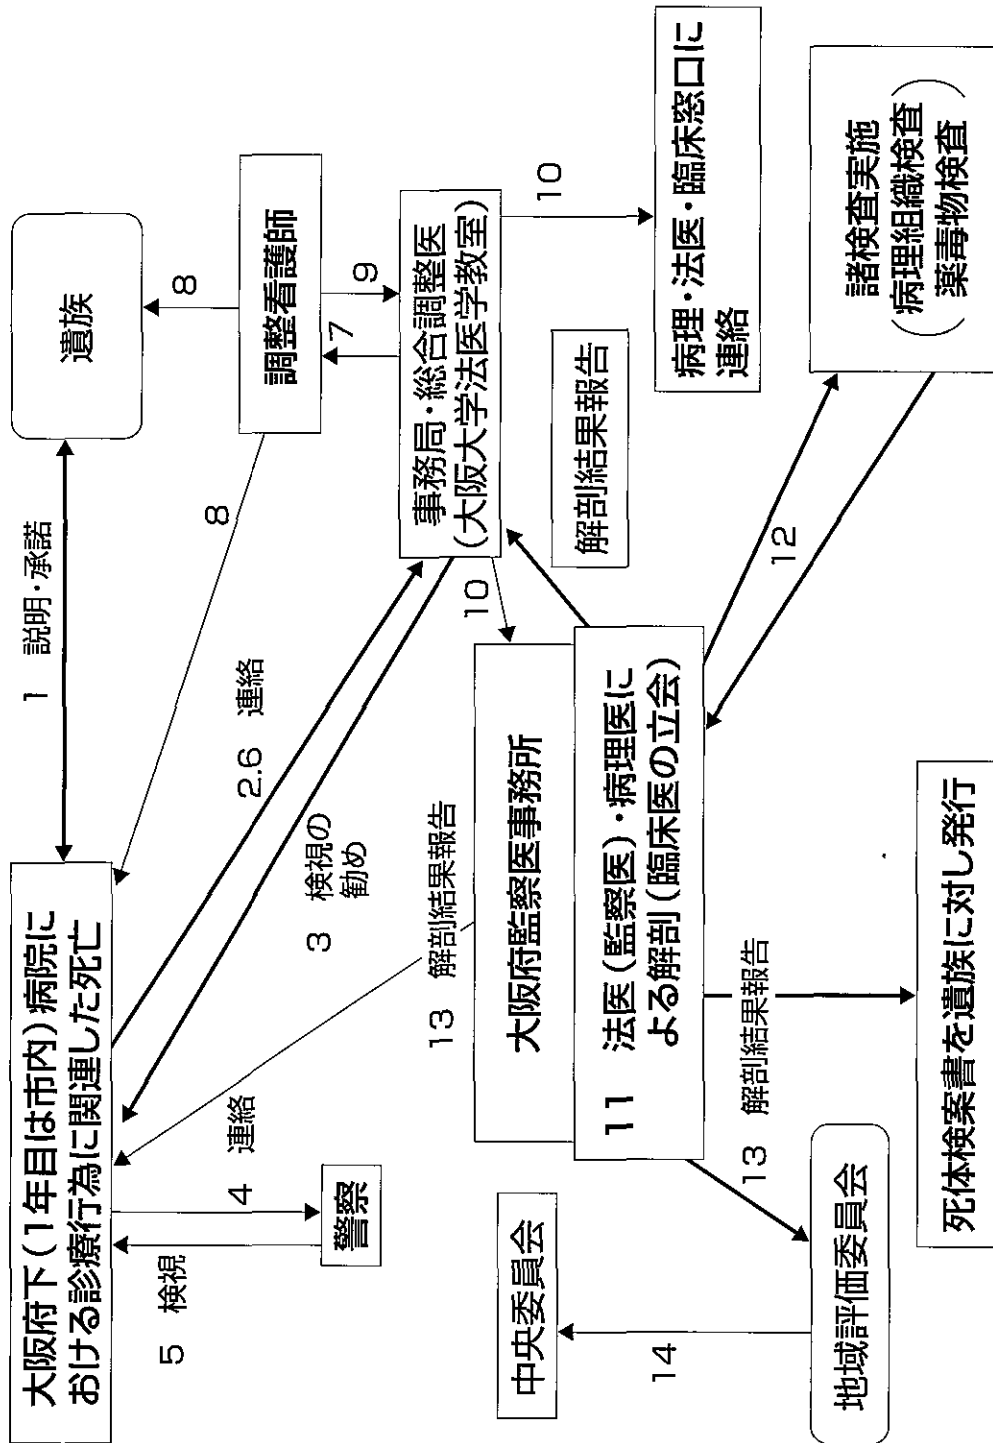 大阪府下（1年目は市内）病院に
おける診療行為に関連した死亡
1 説明・承諾
遺族
8
8
調整看護師
7
9
事務局・総合調整医
（大阪大学法医学教室）
10
病理・法医・臨床窓口に
連絡
2.6 連絡
3 検視の
勧め
連絡
4
5 検視
警察
13 解剖結果報告
10
大阪府監察医事務所
11 法医（監察医）・病理医に
よる解剖（臨床医の立会）
解剖結果報告
12
諸検査実施
（病理組織検査
薬毒物検査）
13 解剖結果報告
中央委員会
14
地域評価委員会
死体検案書を遺族に対し発行